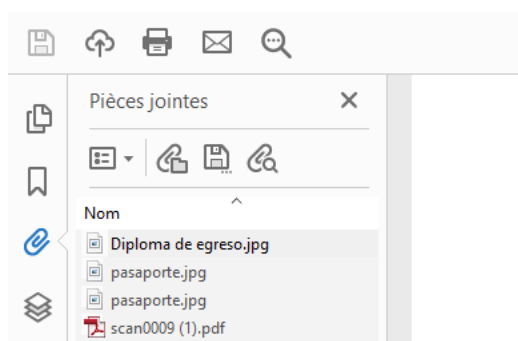 Pièces jointes
Nom
Diploma de egreso.jpg
pasaporte.jpg
pasaporte.jpg
scan0009 (1).pdf